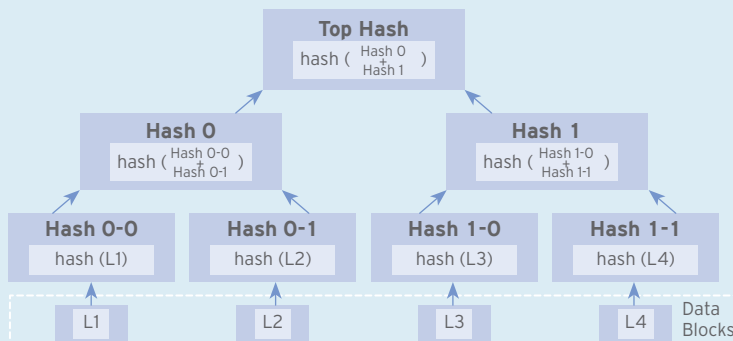 Top Hash
hash ( Hash 0 + Hash 1 )
Hash 0
hash ( Hash 0-0 + Hash 0-1 )
Hash 1
hash ( Hash 1-0 + Hash 1-1 )
Hash 0-0
hash (L1)
Hash 0-1
hash (L2)
Hash 1-0
hash (L3)
Hash 1-1
hash (L4)
L1
L2
L3
L4
Data
Blocks